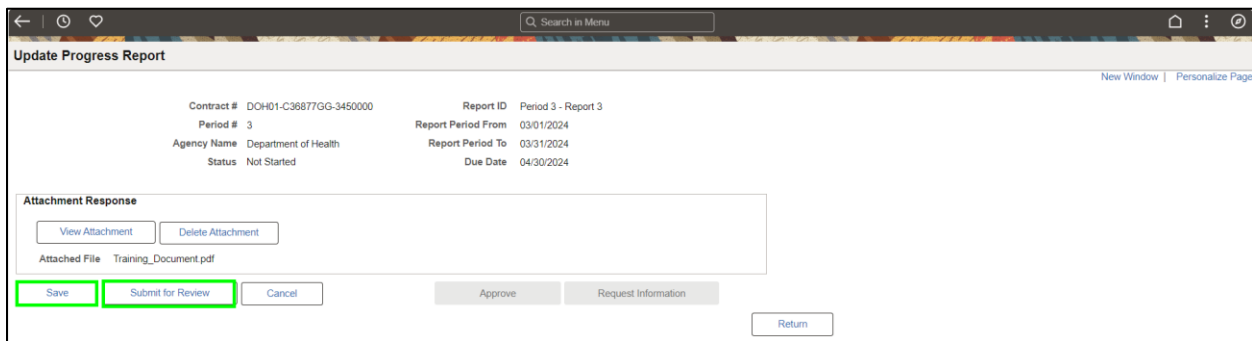 Search in Menu
Update Progress Report
New Window | Personalize Page
Contract # DOH01-C36877GG-3450000 Report ID Period 3 - Report 3
Period # 3 Report Period From 03/01/2024
Agency Name Department of Health Report Period To 03/31/2024
Status Not Started Due Date 04/30/2024
Attachment Response
View Attachment Delete Attachment
Attached File Training_Document.pdf
Save Submit for Review Cancel Approve Request Information
Return